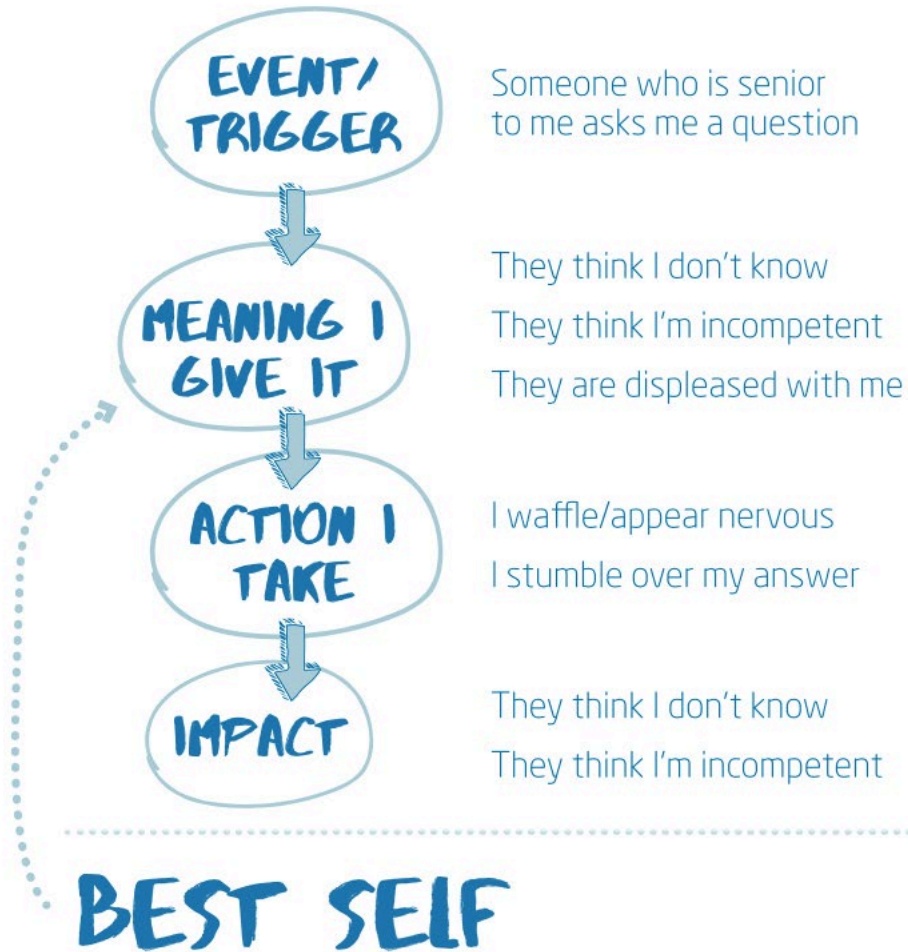 EVENT/
TRIGGER
Someone who is senior
to me asks me a question
MEANING I
GIVE IT
They think I don't know
They think I'm incompetent
They are displeased with me
ACTION I
TAKE
I waffle/appear nervous
I stumble over my answer
IMPACT
They think I don't know
They think I'm incompetent
BEST SELF